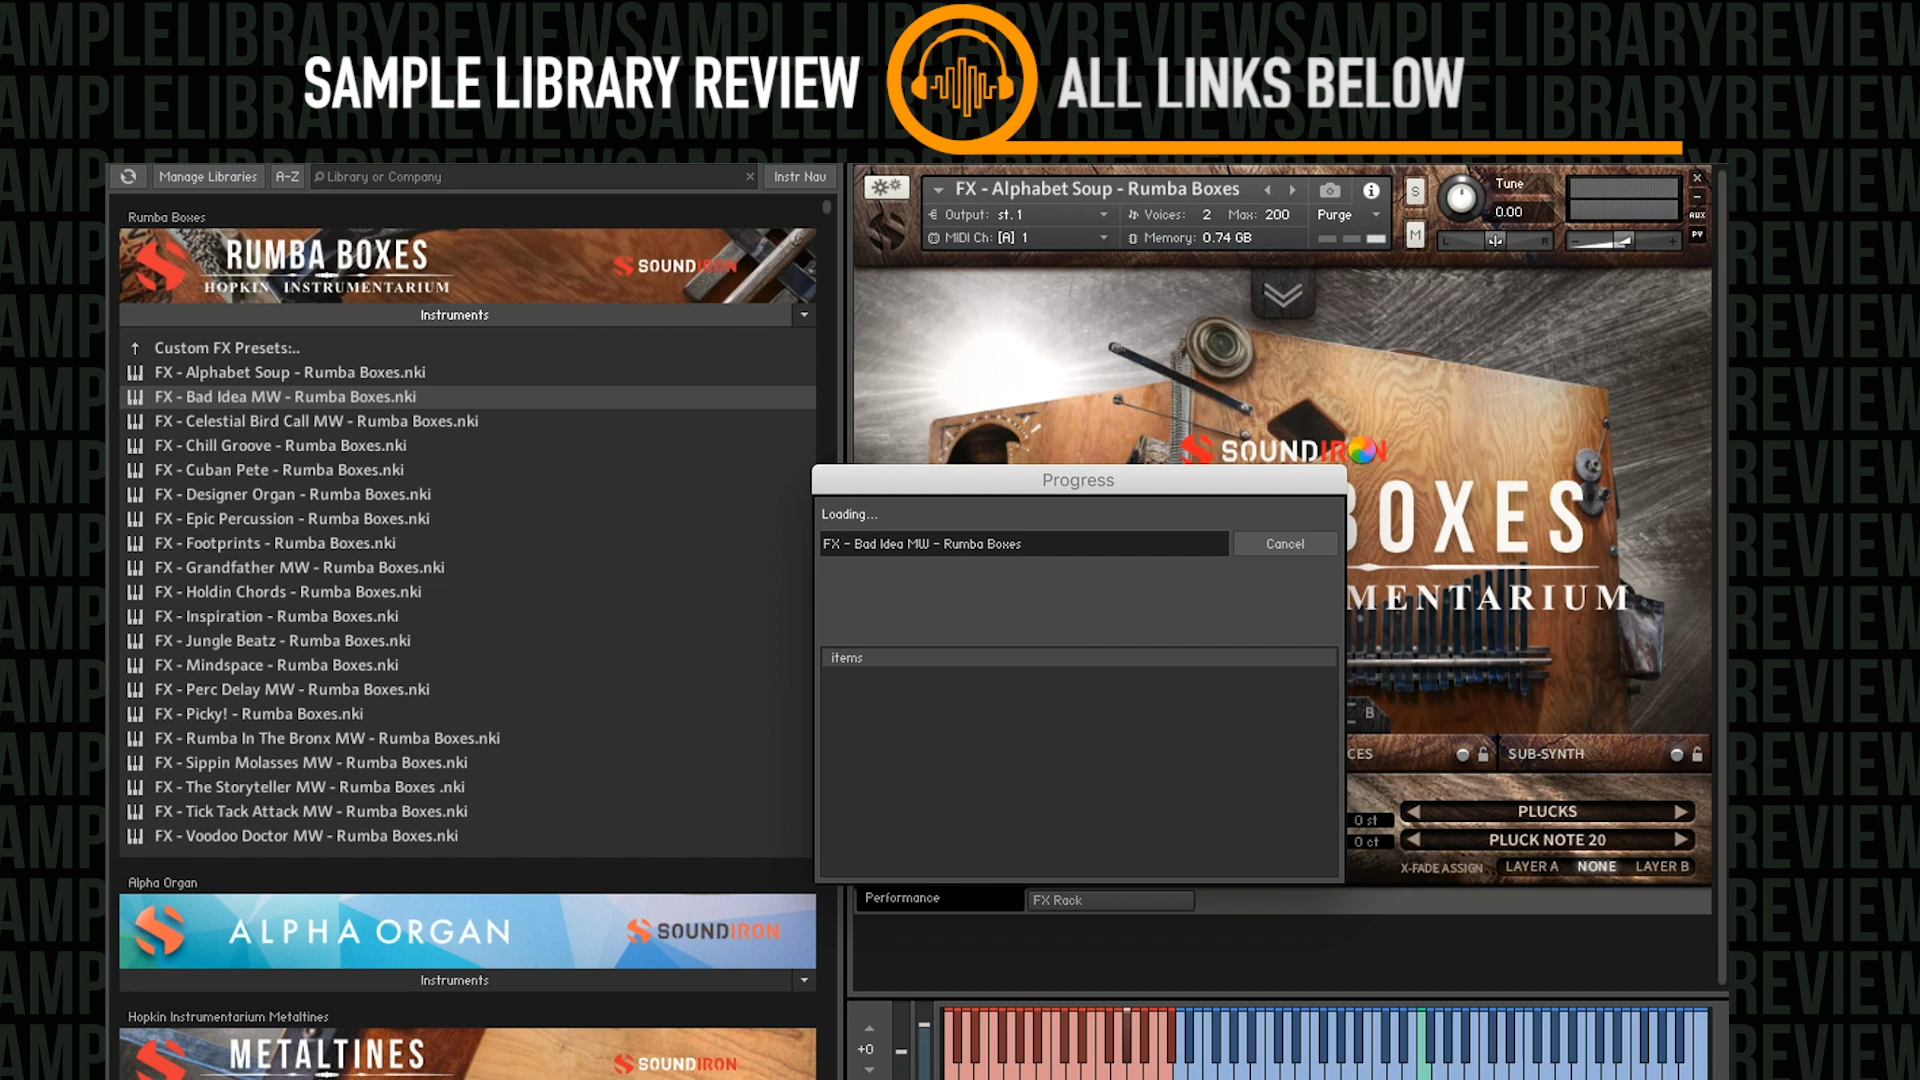 SAMPLE LIBRARY REVIEW
ALL LINKS BELOW
Manage Libraries
A-Z
Library or Company
Instr Nav
Rumba Boxes
RUMBA BOXES
HOPKIN INSTRUMENTARIUM
SOUNDIRON
Instruments
Custom FX Presets:..
FX - Alphabet Soup - Rumba Boxes.nki
FX - Bad Idea MW - Rumba Boxes.nki
FX - Celestial Bird Call MW - Rumba Boxes.nki
FX - Chill Groove - Rumba Boxes.nki
FX - Cuban Pete - Rumba Boxes.nki
FX - Designer Organ - Rumba Boxes.nki
FX - Epic Percussion - Rumba Boxes.nki
FX - Footprints - Rumba Boxes.nki
FX - Grandfather MW - Rumba Boxes.nki
FX - Holdin Chords - Rumba Boxes.nki
FX - Inspiration - Rumba Boxes.nki
FX - Jungle Beatz - Rumba Boxes.nki
FX - Mindspace - Rumba Boxes.nki
FX - Perc Delay MW - Rumba Boxes.nki
FX - Picky! - Rumba Boxes.nki
FX - Rumba In The Bronx MW - Rumba Boxes.nki
FX - Sippin Molasses MW - Rumba Boxes.nki
FX - The Storyteller MW - Rumba Boxes .nki
FX - Tick Tack Attack MW - Rumba Boxes.nki
FX - Voodoo Doctor MW - Rumba Boxes.nki
Alpha Organ
ALPHA ORGAN
SOUNDIRON
Instruments
Hopkin Instrumentarium Metaltines
METALTINES
SOUNDIRON
FX - Alphabet Soup - Rumba Boxes
Output: st.1
Voices: 2 Max: 200
Purge
MIDI Ch: [A] 1
Memory: 0.74 GB
S
M
Tune
0.00
L R
AUX
PV
SOUNDIRON
BOXES
MENTARIUM
Progress
Loading...
FX - Bad Idea MW - Rumba Boxes
Cancel
items
B
CES
SUB-SYNTH
0 st
PLUCKS
0 ct
PLUCK NOTE 20
X-FADE ASSIGN LAYER A NONE LAYER B
Performance
FX Rack
+0